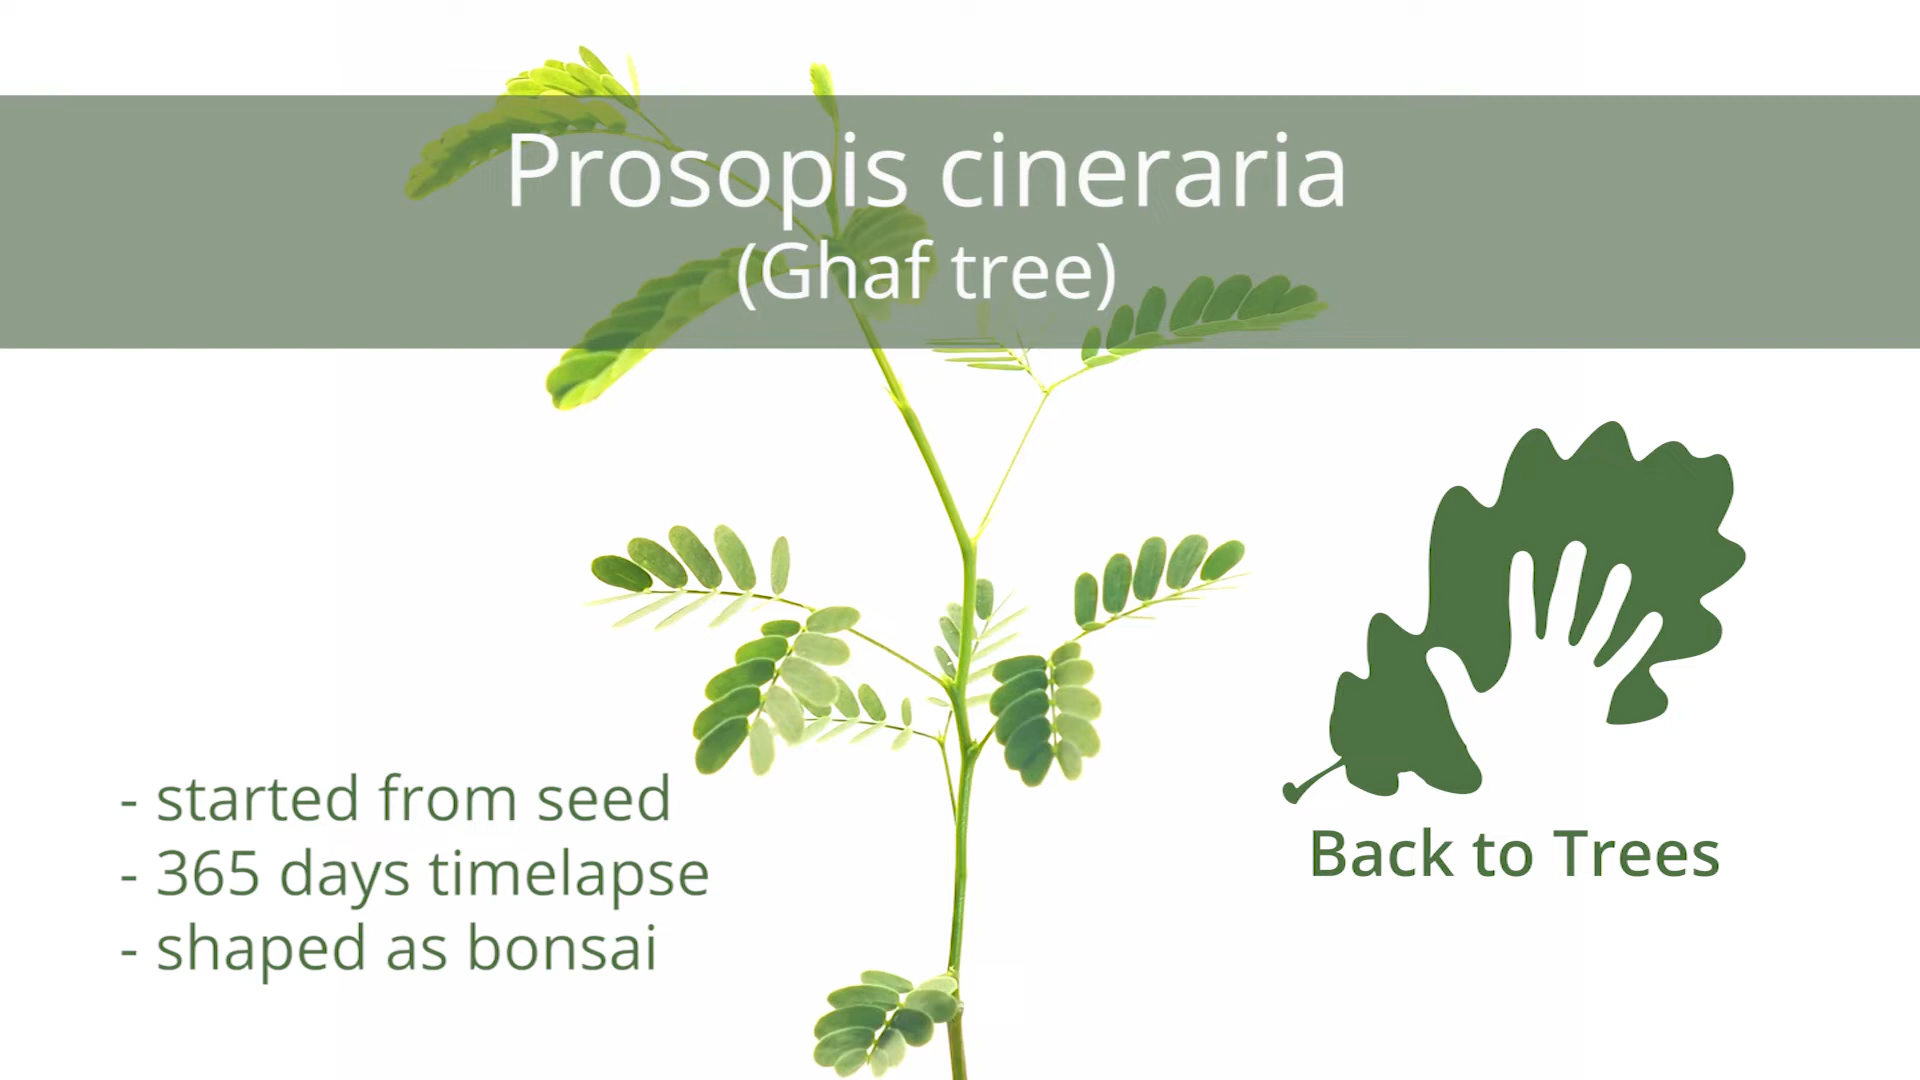 Prosopis cineraria
(Ghaf tree)
- started from seed
- 365 days timelapse
- shaped as bonsai
Back to Trees